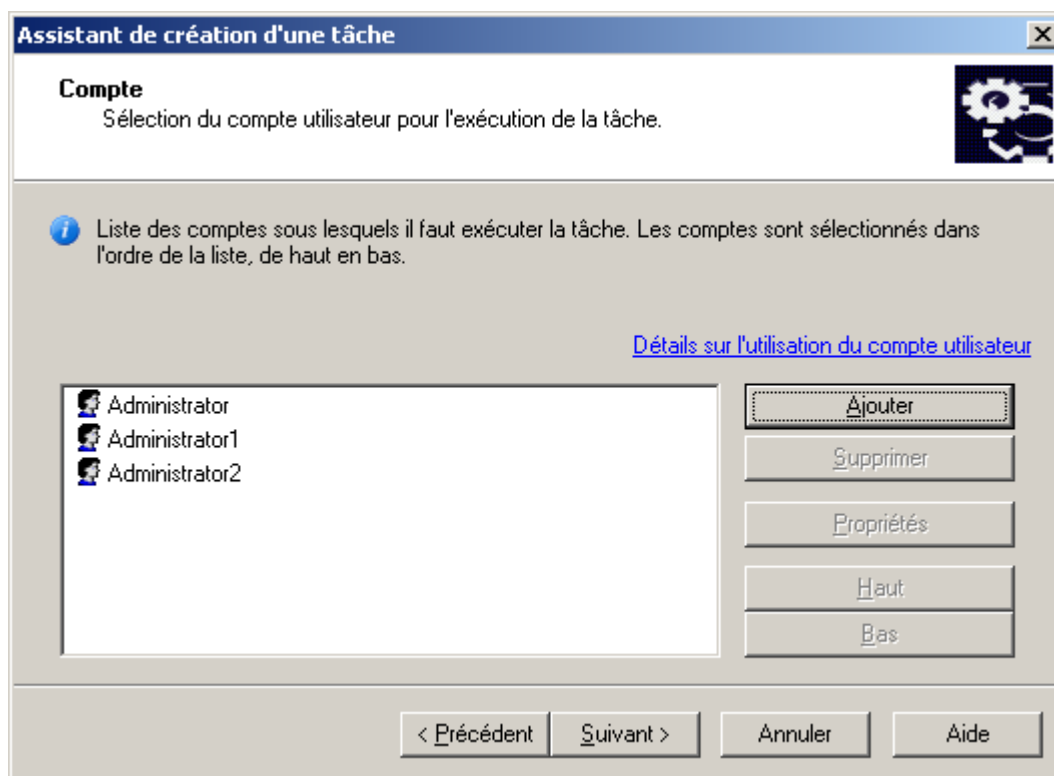 Assistant de création d'une tâche
Compte
Sélection du compte utilisateur pour l'exécution de la tâche.
Liste des comptes sous lesquels il faut exécuter la tâche. Les comptes sont sélectionnés dans
l'ordre de la liste, de haut en bas.
Détails sur l'utilisation du compte utilisateur
Administrator
Administrator1
Administrator2
Ajouter
Supprimer
Propriétés
Haut
Bas
< Précédent
Suivant >
Annuler
Aide